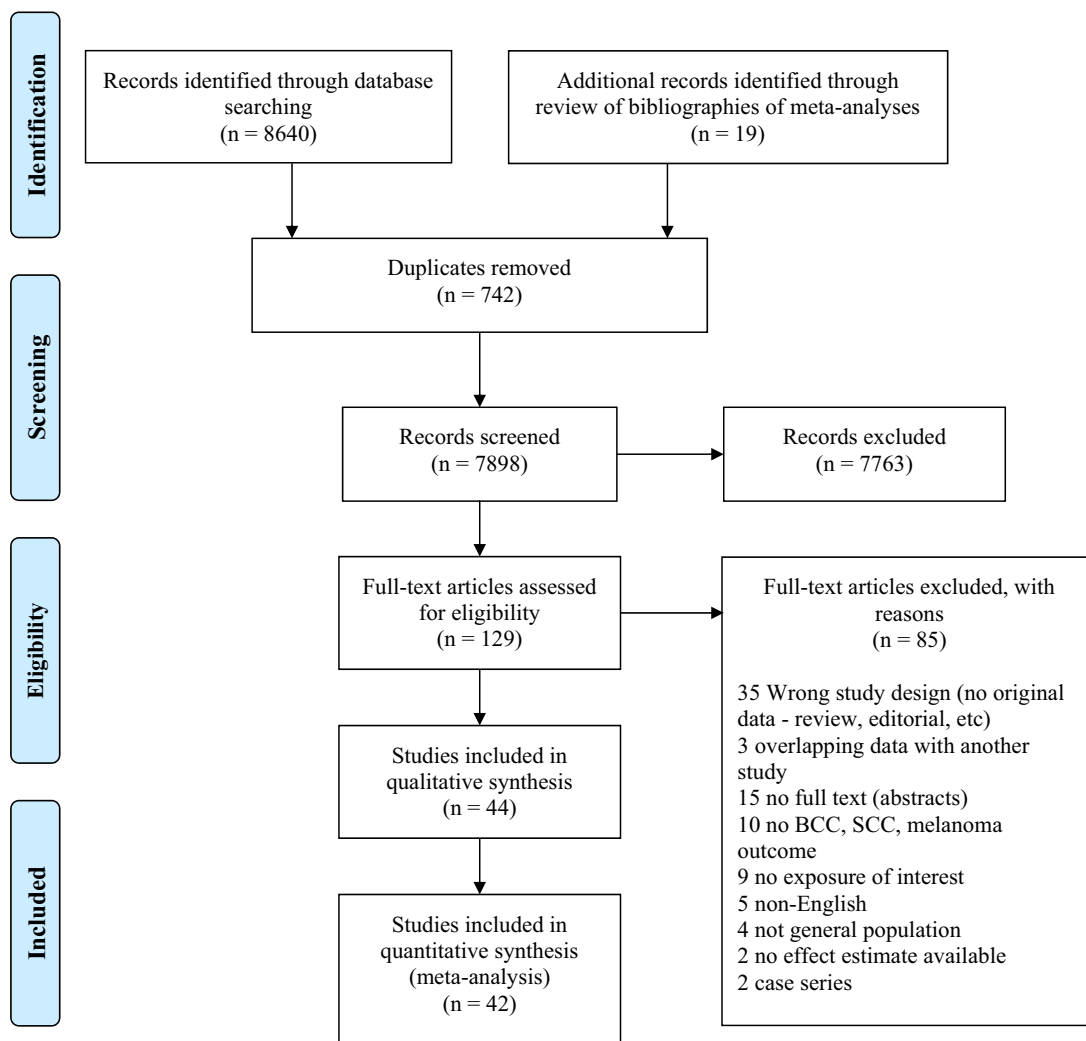 Identification
Records identified through database
searching
(n = 8640)
Additional records identified through
review of bibliographies of meta-analyses
(n = 19)
Duplicates removed
(n = 742)
Screening
Records screened
(n = 7898)
Records excluded
(n = 7763)
Eligibility
Full-text articles assessed
for eligibility
(n = 129)
Full-text articles excluded, with
reasons
(n = 85)
35 Wrong study design (no original
data - review, editorial, etc)
3 overlapping data with another
study
15 no full text (abstracts)
10 no BCC, SCC, melanoma
outcome
9 no exposure of interest
5 non-English
4 not general population
2 no effect estimate available
2 case series
Studies included in
qualitative synthesis
(n = 44)
Included
Studies included in
quantitative synthesis
(meta-analysis)
(n = 42)